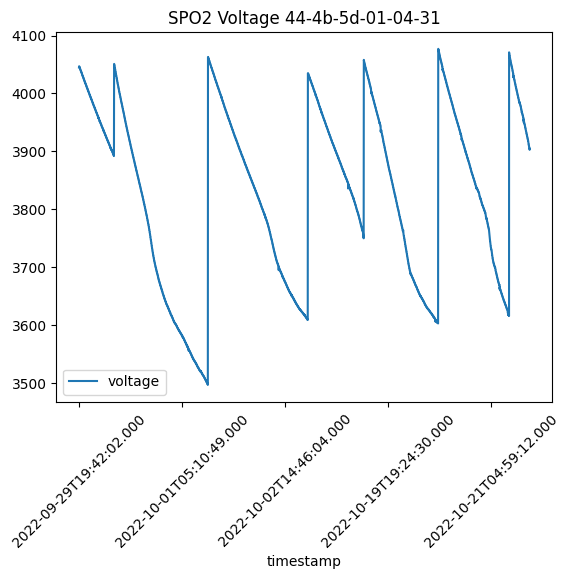 SPO2 Voltage 44-4b-5d-01-04-31
4100
4000
3900
3800
3700
3600
3500
voltage
2022-09-29T19:42:02.000
2022-10-01T05:10:49.000
2022-10-02T14:46:04.000
2022-10-19T19:24:30.000
2022-10-21T04:59:12.000
timestamp